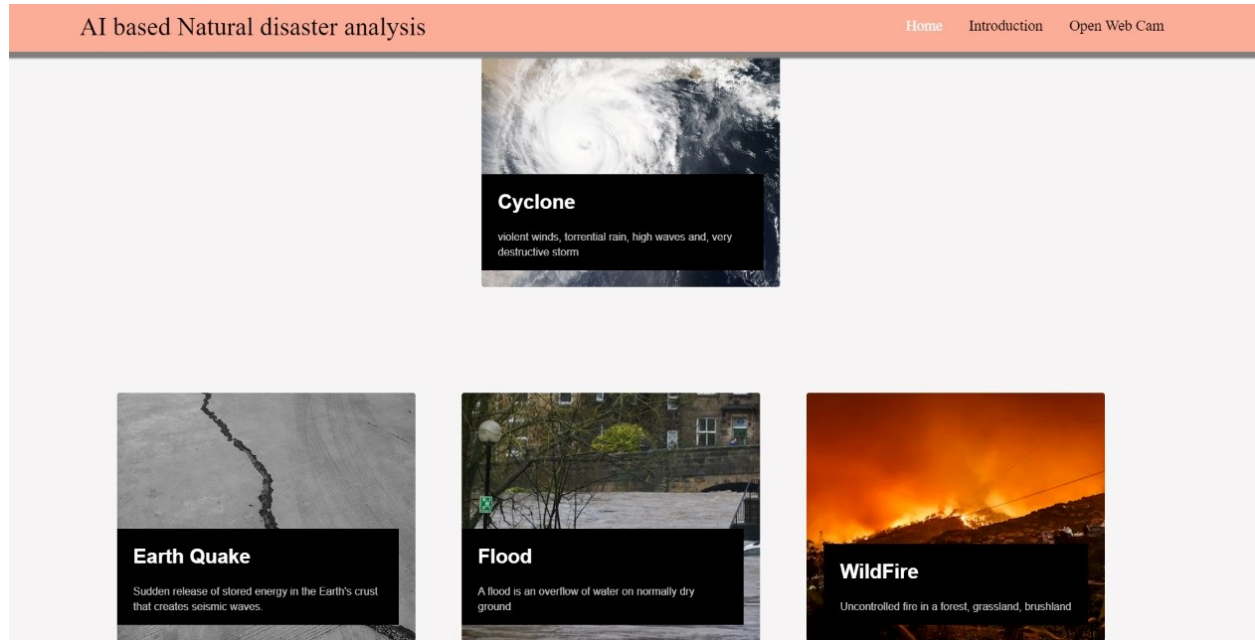 AI based Natural disaster analysis
Home Introduction Open Web Cam
Cyclone
violent winds, torrential rain, high waves and, very
destructive storm
Earth Quake
Sudden release of stored energy in the Earth's crust
that creates seismic waves.
Flood
A flood is an overflow of water on normally dry
ground
WildFire
Uncontrolled fire in a forest, grassland, brushland